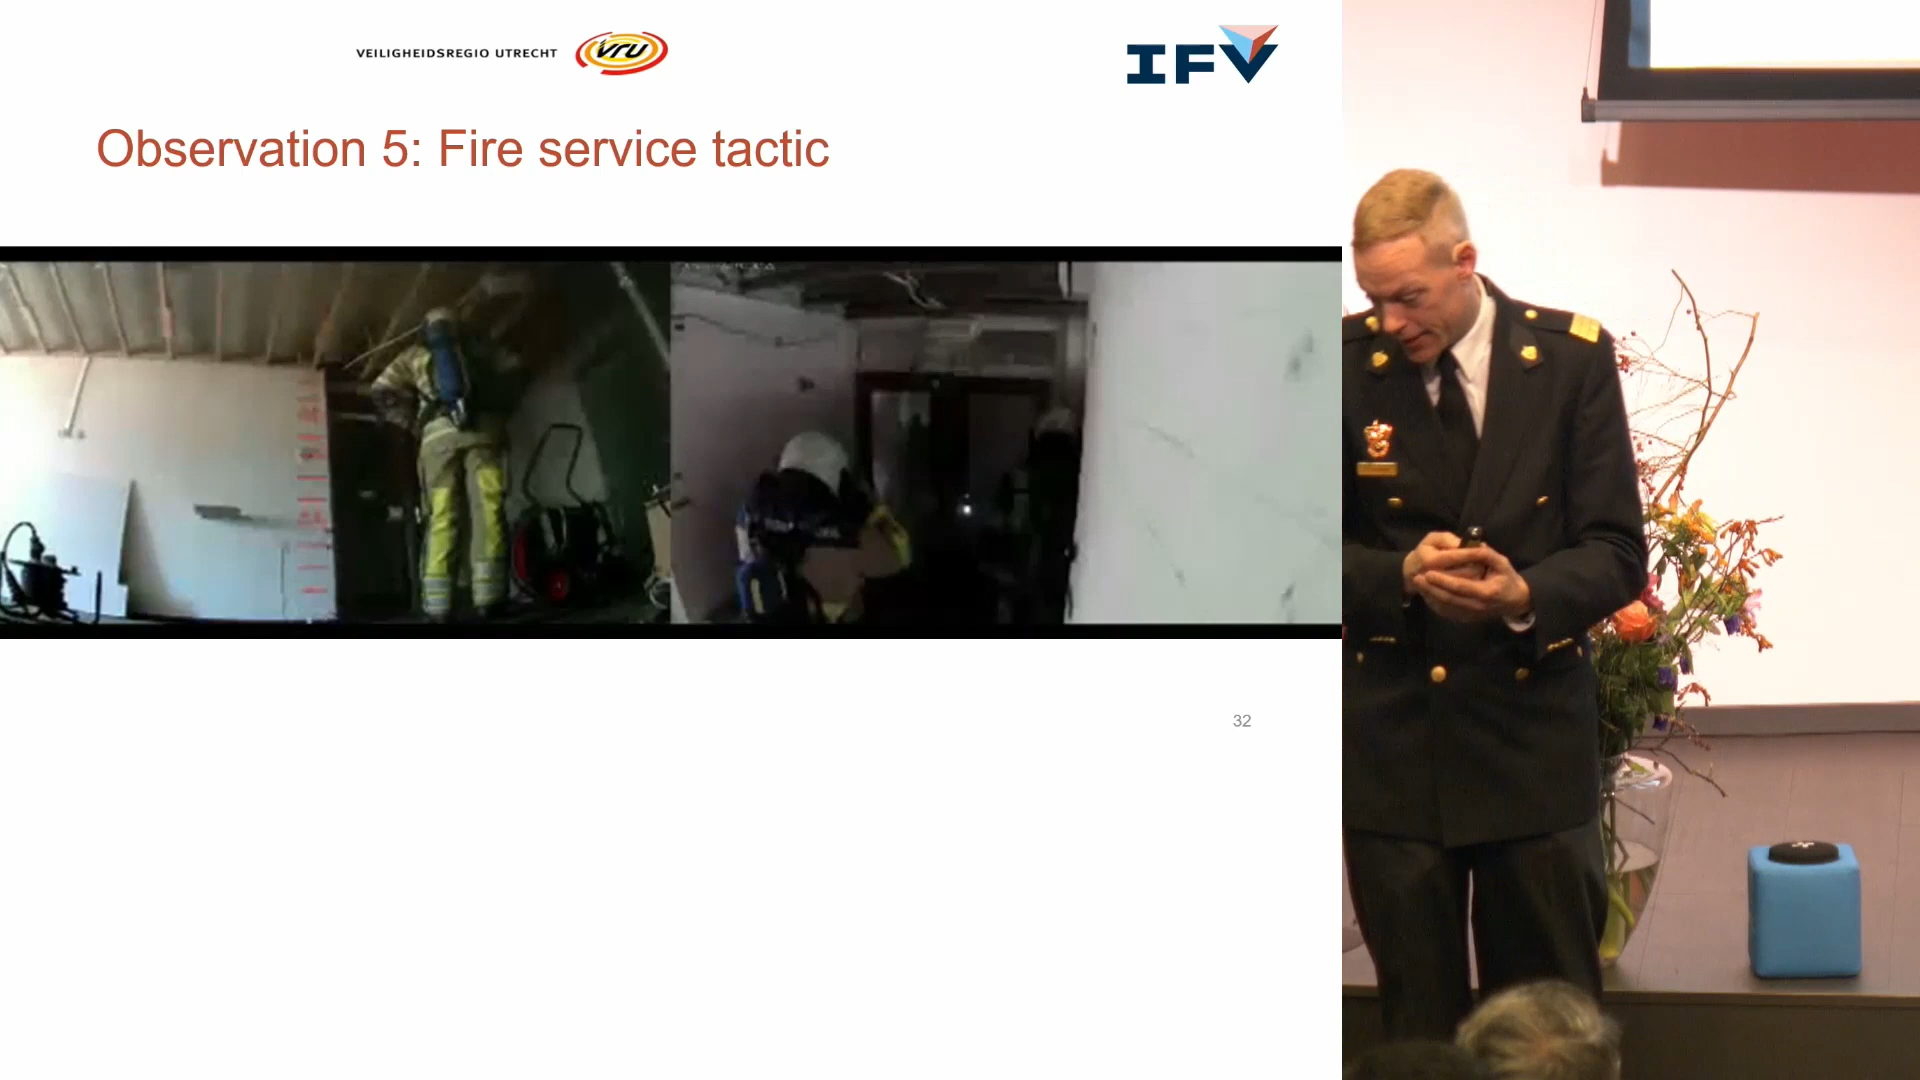 VEILIGHEIDSREGIO UTRECHT vru
IFV
Observation 5: Fire service tactic
32